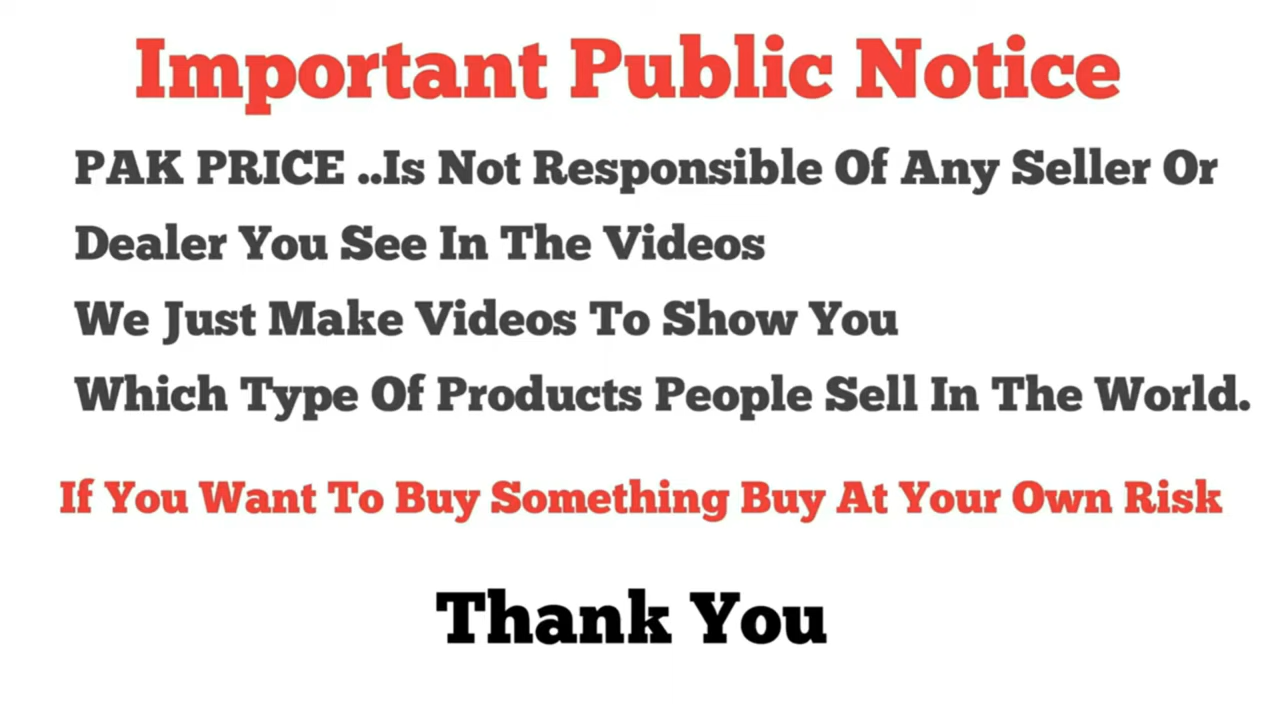 Important Public Notice
PAK PRICE ..Is Not Responsible Of Any Seller Or
Dealer You See In The Videos
We Just Make Videos To Show You
Which Type Of Products People Sell In The World.
If You Want To Buy Something Buy At Your Own Risk
Thank You